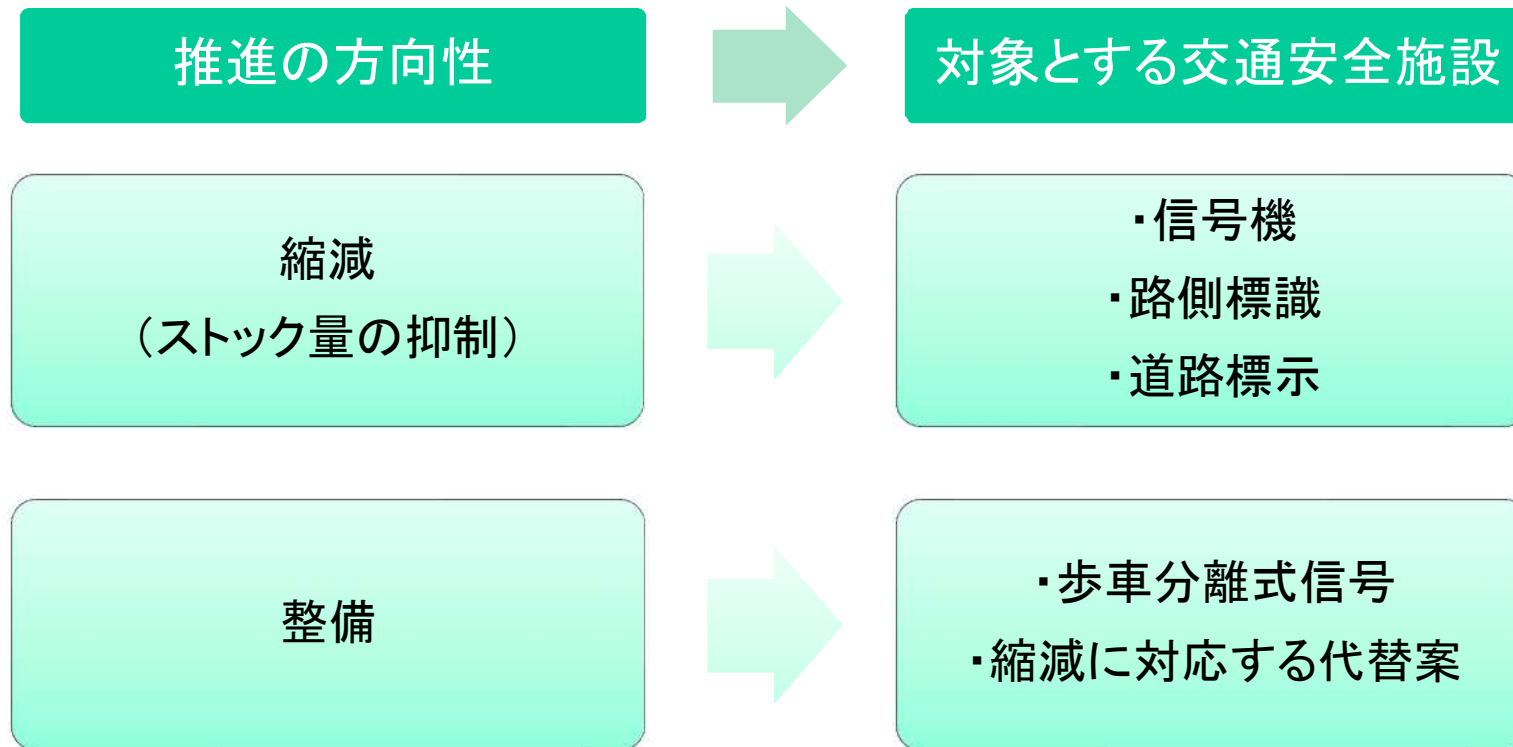 推進の方向性
対象とする交通安全施設
縮減
（ストック量の抑制）
・信号機
・路側標識
・道路標示
整備
・歩車分離式信号
・縮減に対応する代替案